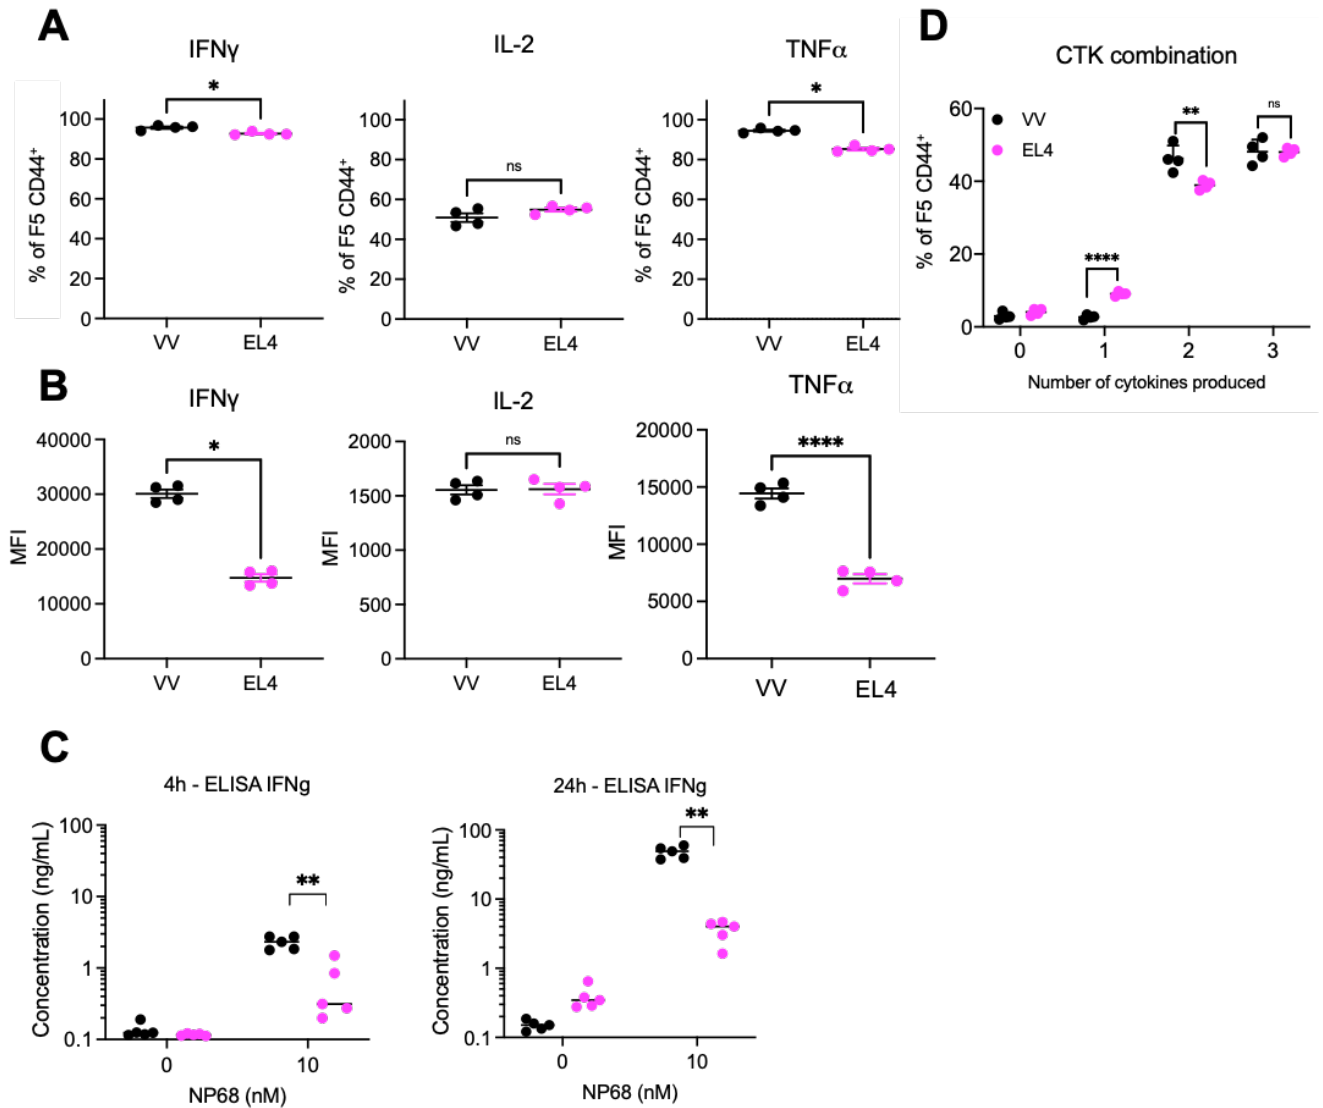 A
IFNγ
*
% of F5 CD44+
100
80
60
40
20
0
VV
EL4
IL-2
ns
% of F5 CD44+
100
80
60
40
20
0
VV
EL4
TNFα
*
% of F5 CD44+
100
80
60
40
20
0
VV
EL4
D
CTK combination
VV
EL4
% of F5 CD44+
60
40
20
0
****
**
ns
0
1
2
3
Number of cytokines produced
B
IFNγ
*
MFI
40000
30000
20000
10000
0
VV
EL4
IL-2
ns
MFI
2000
1500
1000
500
0
VV
EL4
TNFα
****
MFI
20000
15000
10000
5000
0
VV
EL4
C
4h - ELISA IFNg
**
Concentration (ng/mL)
100
10
1
0.1
0
10
NP68 (nM)
24h - ELISA IFNg
**
Concentration (ng/mL)
100
10
1
0.1
0
10
NP68 (nM)